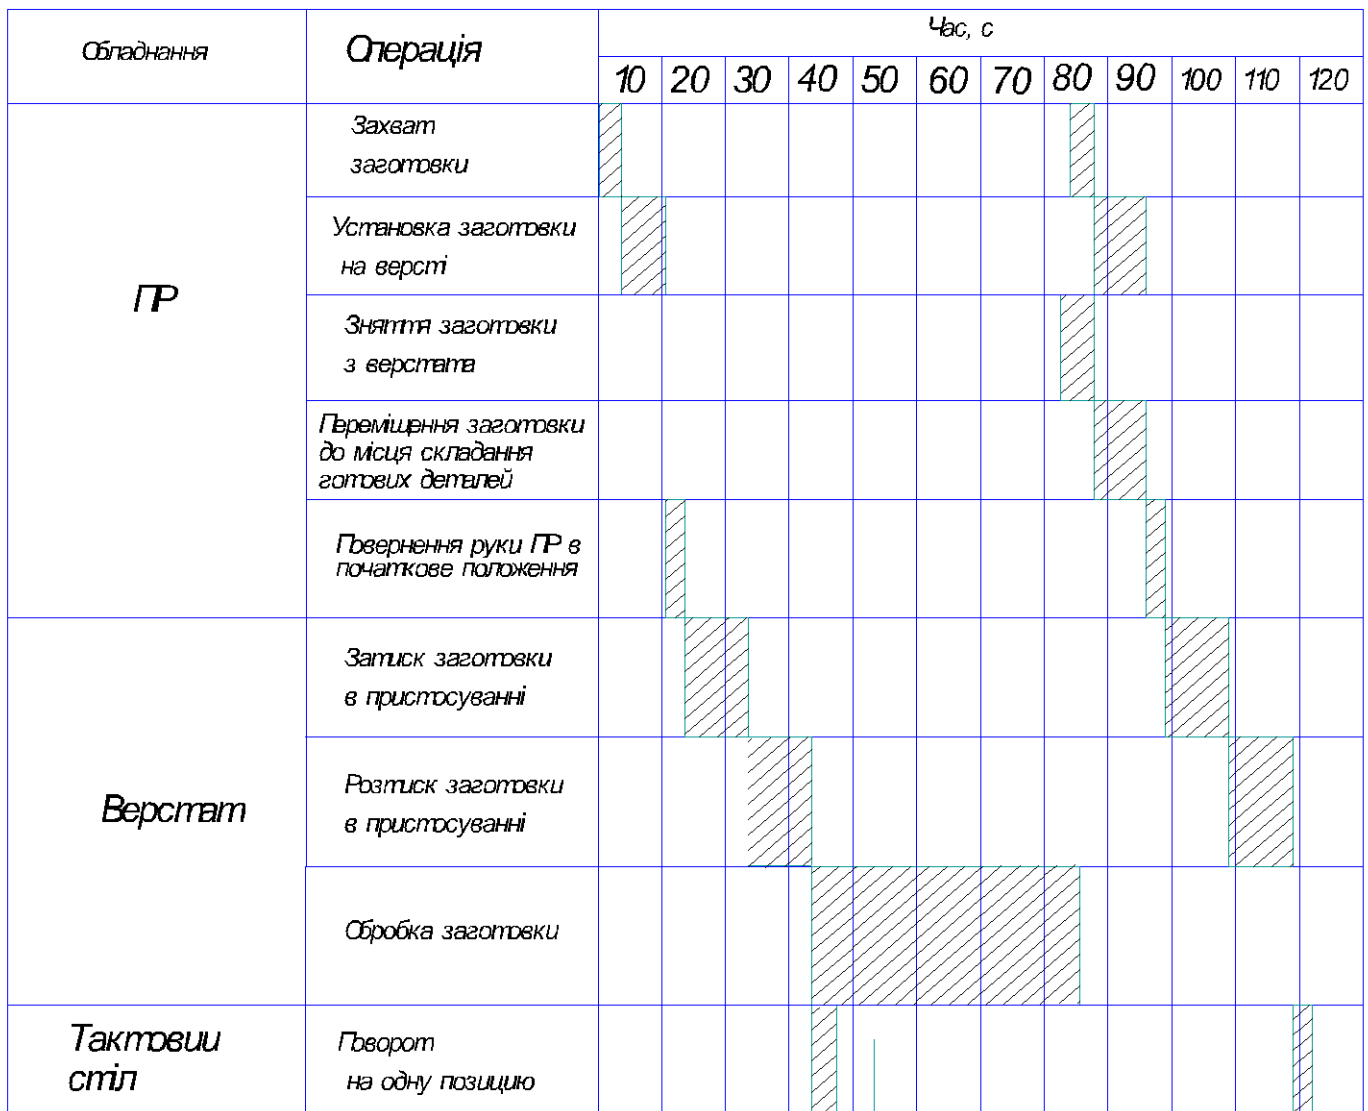 Обладнання
Операція
Час, с
10 20 30 40 50 60 70 80 90 100 110 120
ПР
Захват
заготовки
Установка заготовки
на версті
Зняття заготовки
з верстата
Переміщення заготовки
до місця складання
готових деталей
Повернення руки ПР в
початкове положення
Верстат
Затиск заготовки
в пристосуванні
Розтиск заготовки
в пристосуванні
Обробка заготовки
Тактовии
стіл
Поворот
на одну позицию